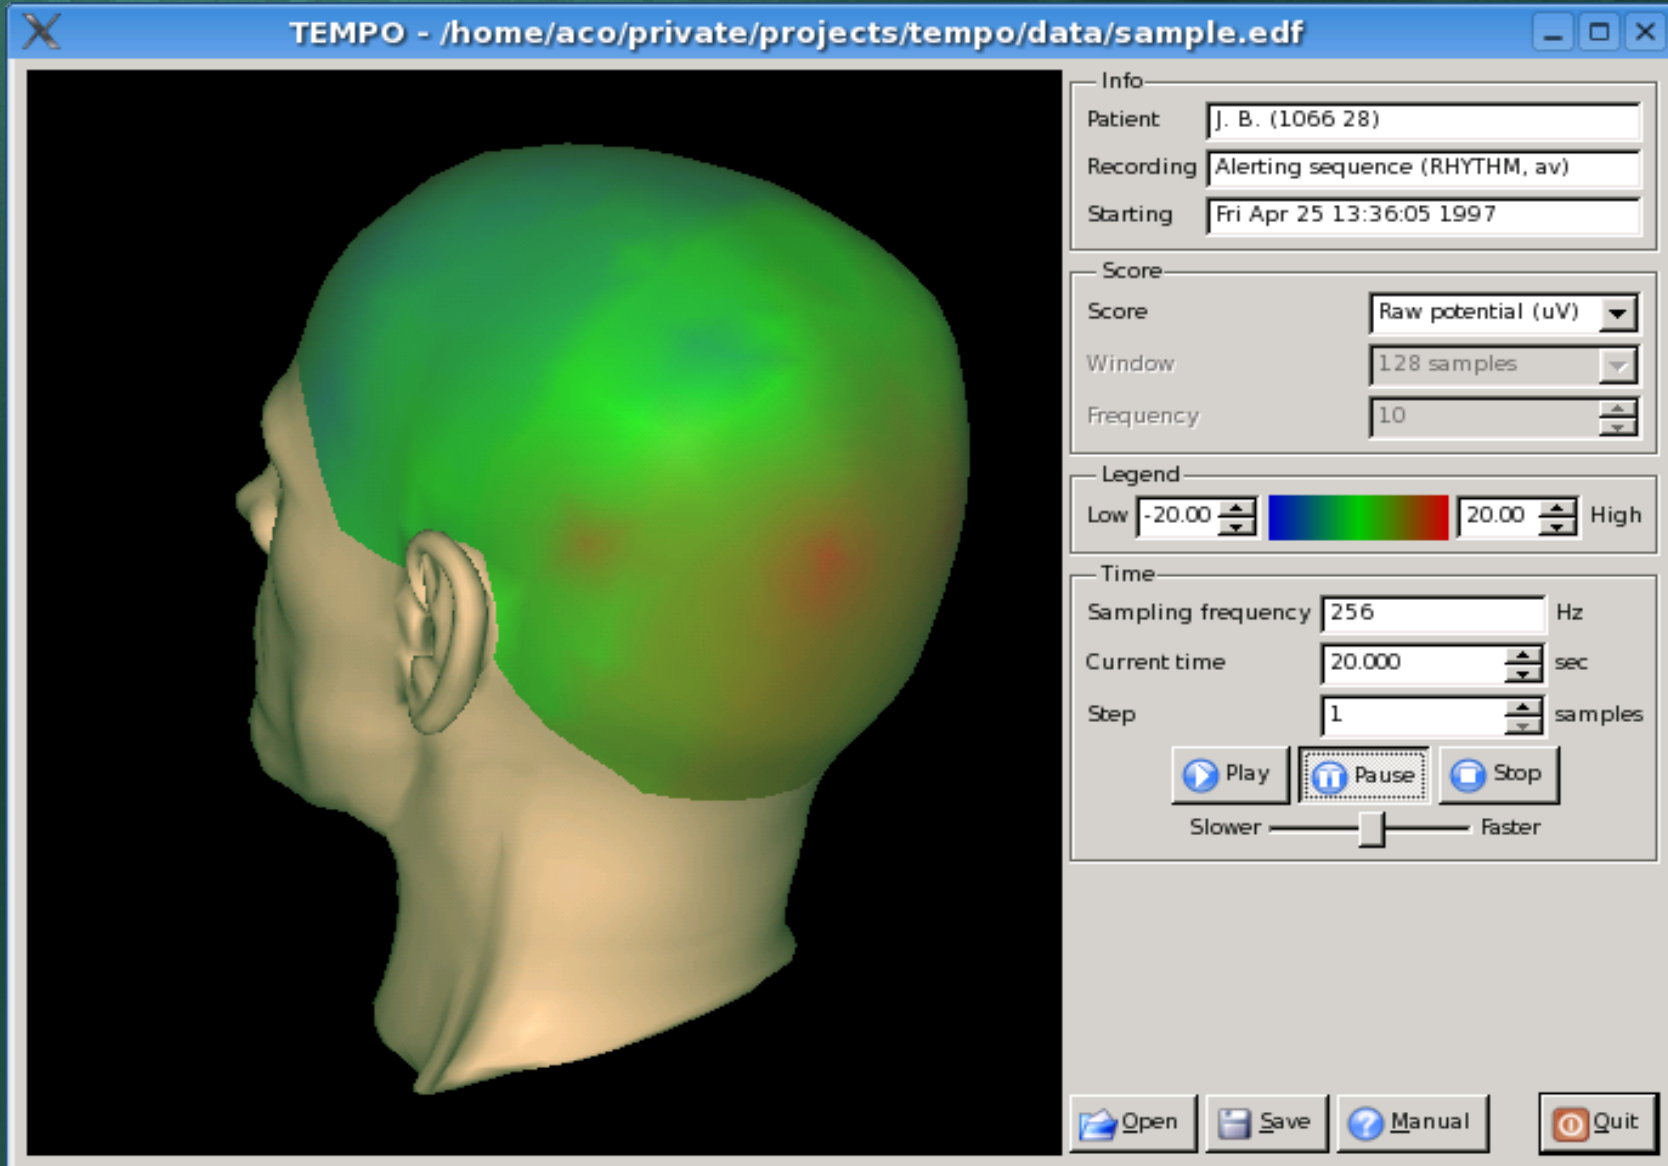 TEMPO - /home/aco/private/projects/tempo/data/sample.edf
Info
Patient J. B. (1066 28)
Recording Alerting sequence (RHYTHM, av)
Starting Fri Apr 25 13:36:05 1997
Score
Score Raw potential (uV)
Window 128 samples
Frequency 10
Legend
Low -20.00 20.00 High
Time
Sampling frequency 256 Hz
Current time 20.000 sec
Step 1 samples
Play Pause Stop
Slower Faster
Open Save Manual Quit